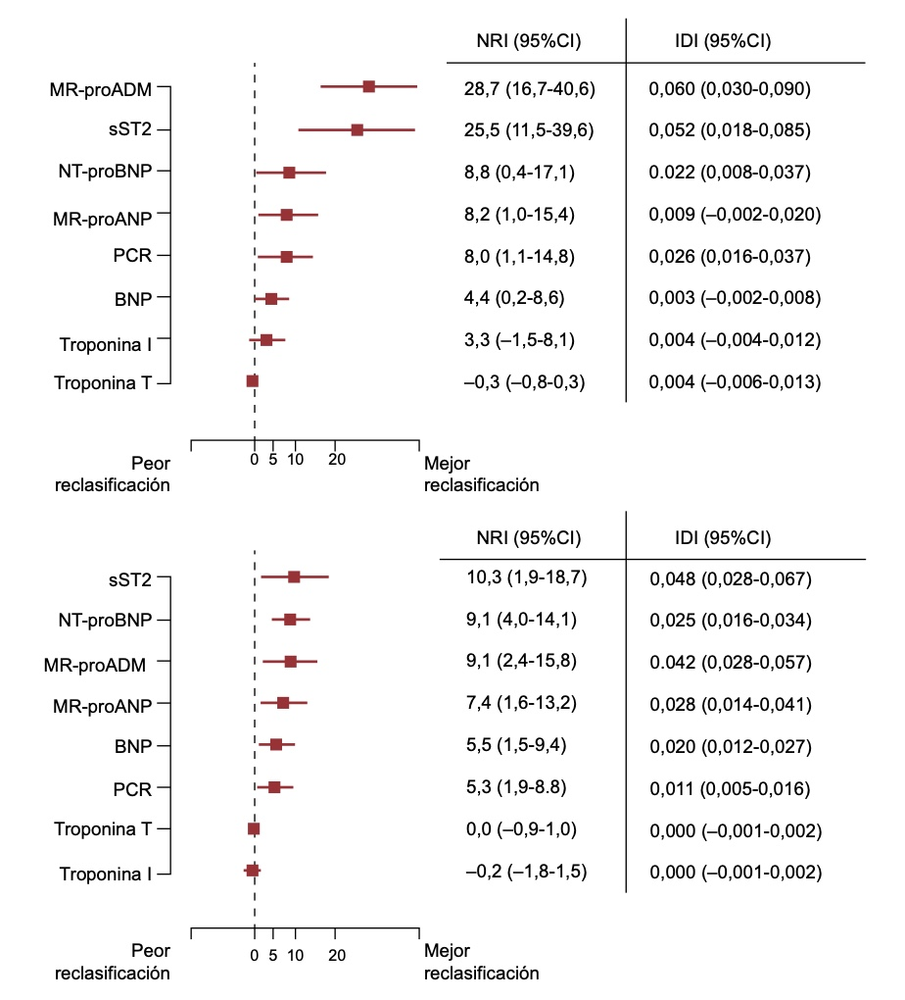 NRI (95%CI) IDI (95%CI)
MR-proADM 28,7 (16,7-40,6) 0,060 (0,030-0,090)
sST2 25,5 (11,5-39,6) 0,052 (0,018-0,085)
NT-proBNP 8,8 (0,4-17,1) 0.022 (0,008-0,037)
MR-proANP 8,2 (1,0-15,4) 0,009 (–0,002-0,020)
PCR 8,0 (1,1-14,8) 0,026 (0,016-0,037)
BNP 4,4 (0,2-8,6) 0,003 (–0,002-0,008)
Troponina I 3,3 (–1,5-8,1) 0,004 (–0,004-0,012)
Troponina T –0,3 (–0,8-0,3) 0,004 (–0,006-0,013)
0 5 10 20
Peor Mejor
reclasificación reclasificación
NRI (95%CI) IDI (95%CI)
sST2 10,3 (1,9-18,7) 0,048 (0,028-0,067)
NT-proBNP 9,1 (4,0-14,1) 0,025 (0,016-0,034)
MR-proADM 9,1 (2,4-15,8) 0.042 (0,028-0,057)
MR-proANP 7,4 (1,6-13,2) 0,028 (0,014-0,041)
BNP 5,5 (1,5-9,4) 0,020 (0,012-0,027)
PCR 5,3 (1,9-8.8) 0,011 (0,005-0,016)
Troponina T 0,0 (–0,9-1,0) 0,000 (–0,001-0,002)
Troponina I –0,2 (–1,8-1,5) 0,000 (–0,001-0,002)
0 5 10 20
Peor Mejor
reclasificación reclasificación